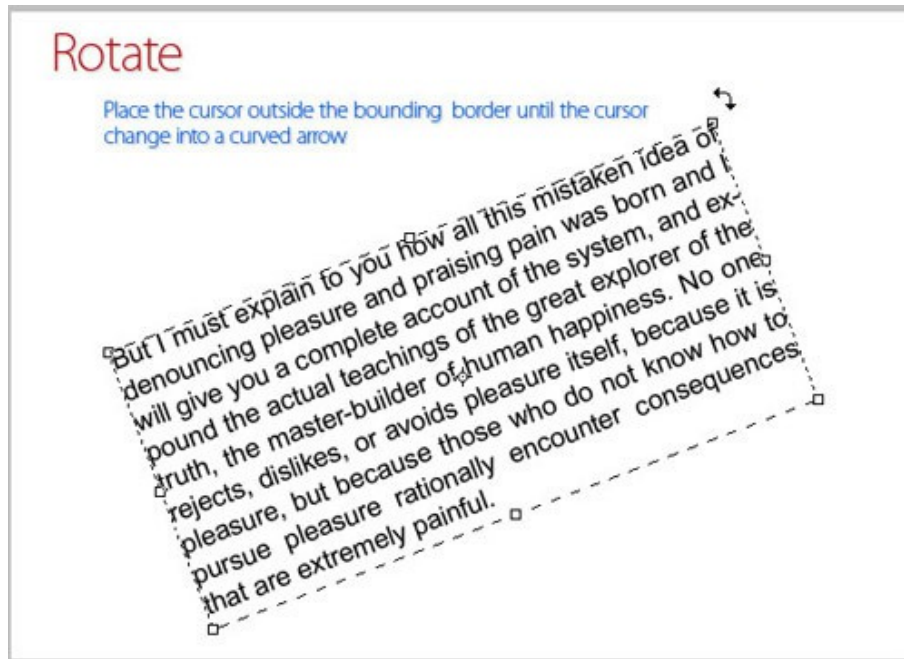 Rotate
Place the cursor outside the bounding border until the cursor
change into a curved arrow
But I must explain to you how all this mistaken idea of
denouncing pleasure and praising pain was born and I
will give you a complete account of the system, and ex-
pound the actual teachings of the great explorer of the
truth, the master-builder of human happiness. No one
rejects, dislikes, or avoids pleasure itself, because it is
pleasure, but because those who do not know how to
pursue pleasure rationally encounter consequences
that are extremely painful.